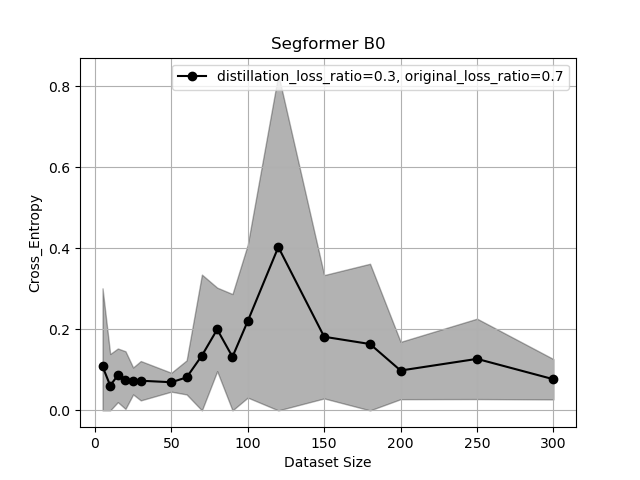 Segformer B0
distillation_loss_ratio=0.3, original_loss_ratio=0.7
0.8
0.6
0.4
0.2
0.0
Cross_Entropy
0 50 100 150 200 250 300
Dataset Size